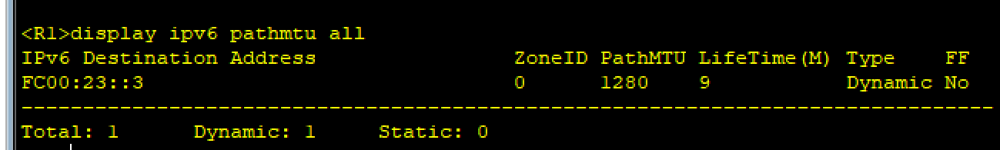 <R1>display ipv6 pathmtu all
IPv6 Destination Address ZoneID PathMTU LifeTime(M) Type FF
FC00:23::3 0 1280 9 Dynamic No
-------------------------------------------------------------------------------
Total: 1 Dynamic: 1 Static: 0